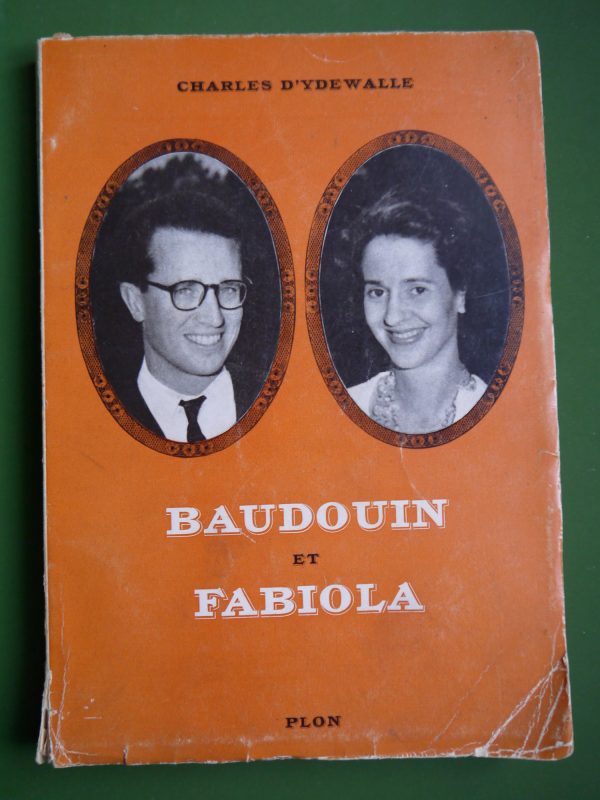 CHARLES D'YDEWALLE
BAUDOUIN
ET
FABIOLA
PLON